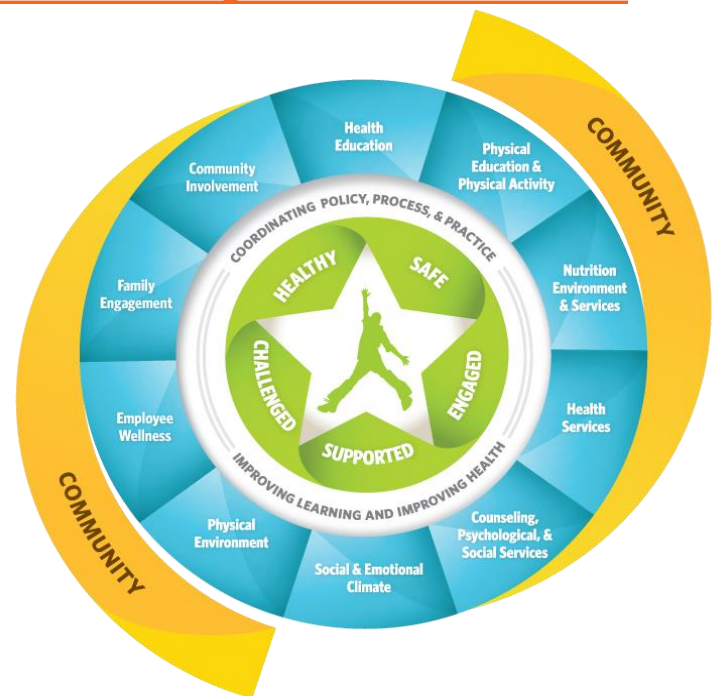 COMMUNITY
Health
Education
Physical
Education &
Physical Activity
Nutrition
Environment
& Services
Health
Services
Counseling,
Psychological, &
Social Services
Social & Emotional
Climate
Physical
Environment
Employee
Wellness
Family
Engagement
Community
Involvement
COORDINATING POLICY, PROCESS, & PRACTICE
HEALTHY
SAFE
ENGAGED
SUPPORTED
CHALLENGED
IMPROVING LEARNING AND IMPROVING HEALTH
COMMUNITY